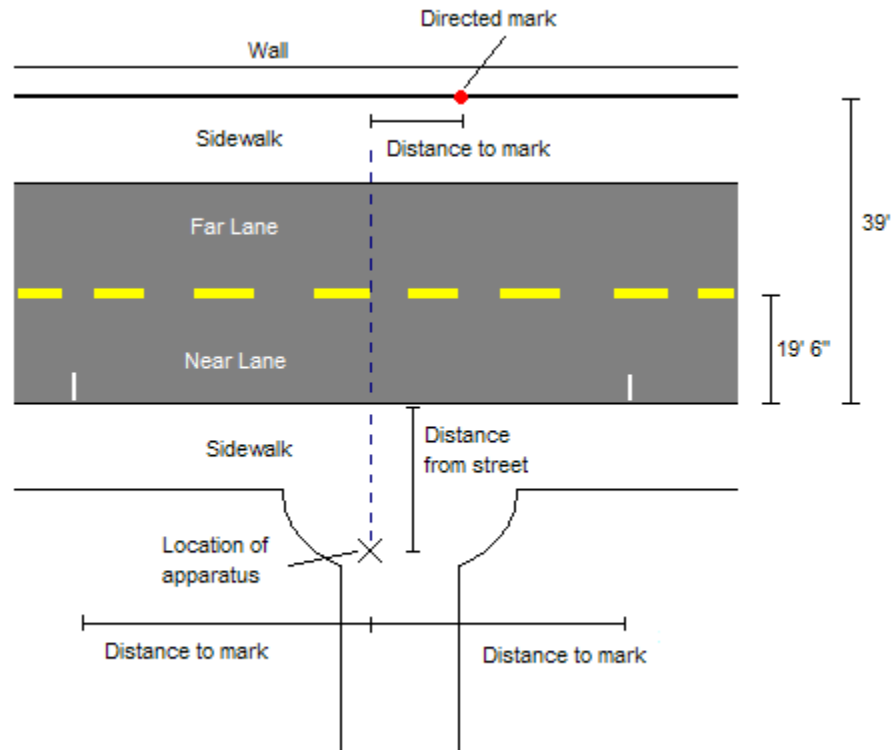 Directed mark
Wall
Sidewalk
Distance to mark
Far Lane
39'
Near Lane
19' 6"
Distance
from street
Sidewalk
Location of
apparatus
Distance to mark
Distance to mark